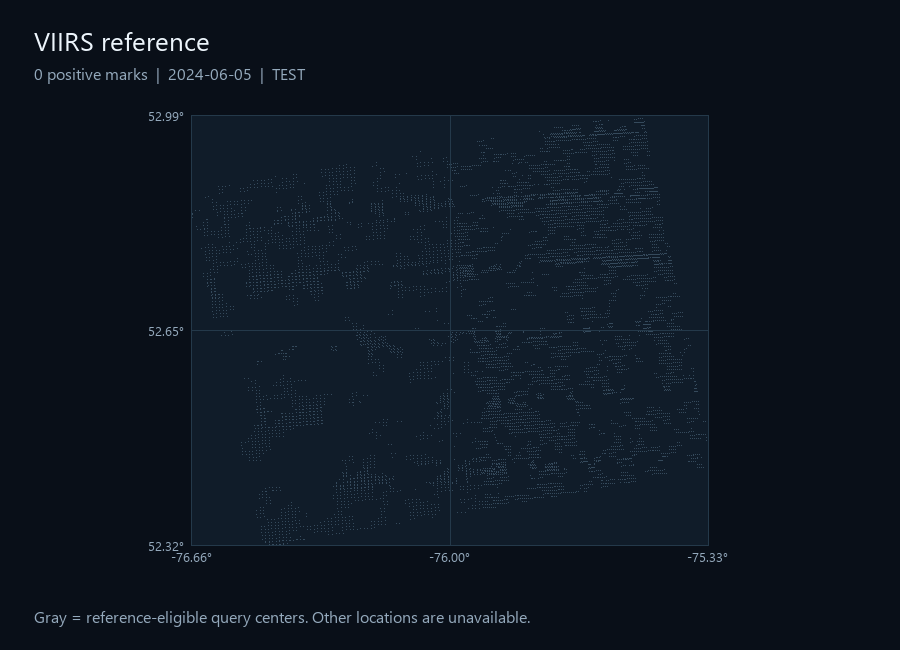 VIIRS reference
0 positive marks | 2024-06-05 | TEST
52.99°
52.65°
52.32°
-76.66°
-76.00°
-75.33°
Gray = reference-eligible query centers. Other locations are unavailable.